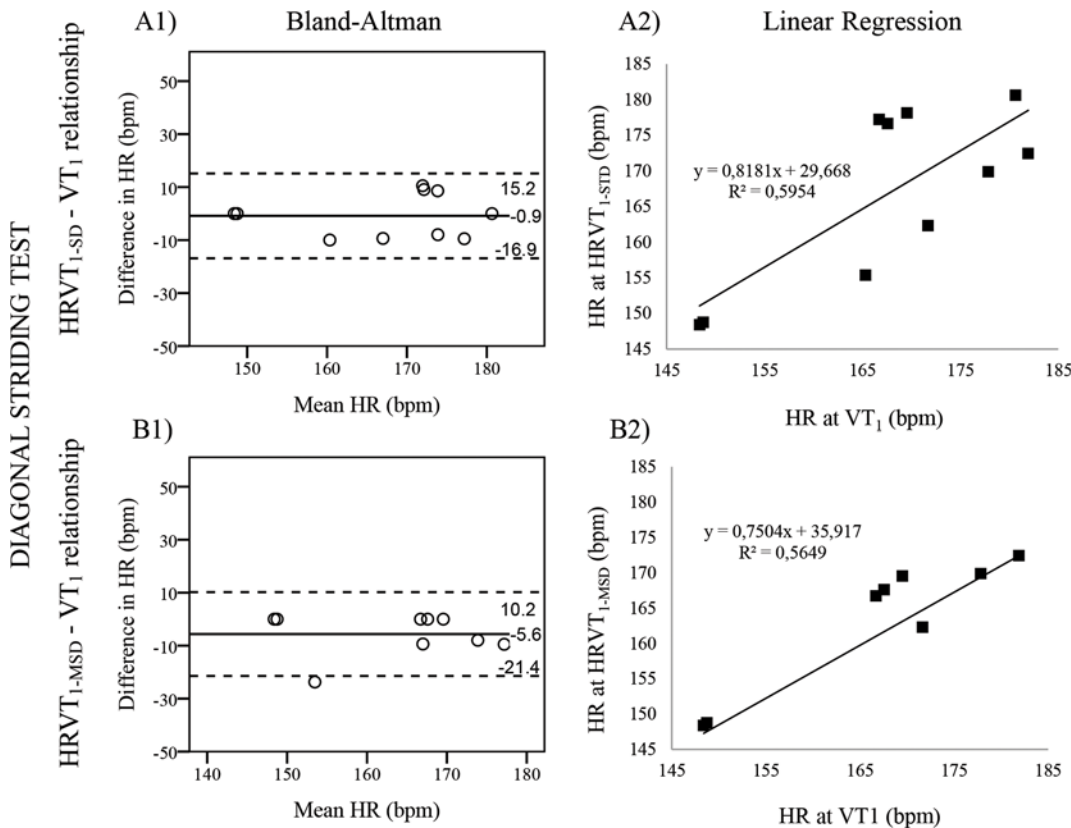 DIAGONAL STRIDING TEST
A1)
Bland-Altman
HRVT1-SD - VT1 relationship
Difference in HR (bpm)
50
30
10
-10
-30
-50
15.2
-0.9
-16.9
150
160
170
180
Mean HR (bpm)
A2)
Linear Regression
HR at HRVT1-STD (bpm)
185
180
175
170
165
160
155
150
145
y = 0,8181x + 29,668
R² = 0,5954
145
155
165
175
185
HR at VT1 (bpm)
B1)
HRVT1-MSD - VT1 relationship
Difference in HR (bpm)
50
30
10
-10
-30
-50
10.2
-5.6
-21.4
140
150
160
170
180
Mean HR (bpm)
B2)
HR at HRVT1-MSD (bpm)
185
180
175
170
165
160
155
150
145
y = 0,7504x + 35,917
R² = 0,5649
145
155
165
175
185
HR at VT1 (bpm)